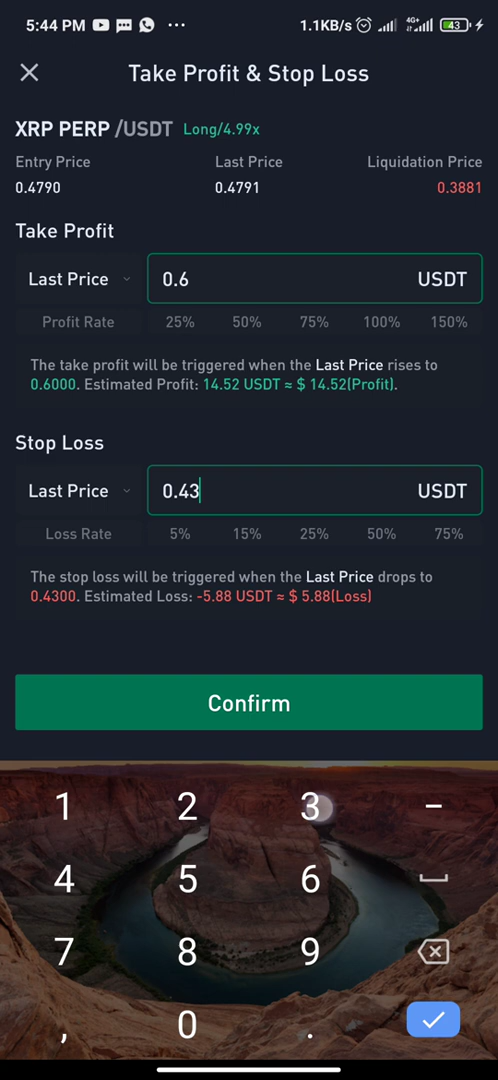 5:44 PM ... 1.1KB/s 4G+ 43
Take Profit & Stop Loss
XRP PERP /USDT Long/4.99x
Entry Price Last Price Liquidation Price
0.4790 0.4791 0.3881
Take Profit
Last Price 0.6 USDT
Profit Rate 25% 50% 75% 100% 150%
The take profit will be triggered when the Last Price rises to
0.6000. Estimated Profit: 14.52 USDT ≈ $ 14.52(Profit).
Stop Loss
Last Price 0.43 USDT
Loss Rate 5% 15% 25% 50% 75%
The stop loss will be triggered when the Last Price drops to
0.4300. Estimated Loss: -5.88 USDT ≈ $ 5.88(Loss)
Confirm
1 2 3 –
4 5 6
7 8 9
, 0 .